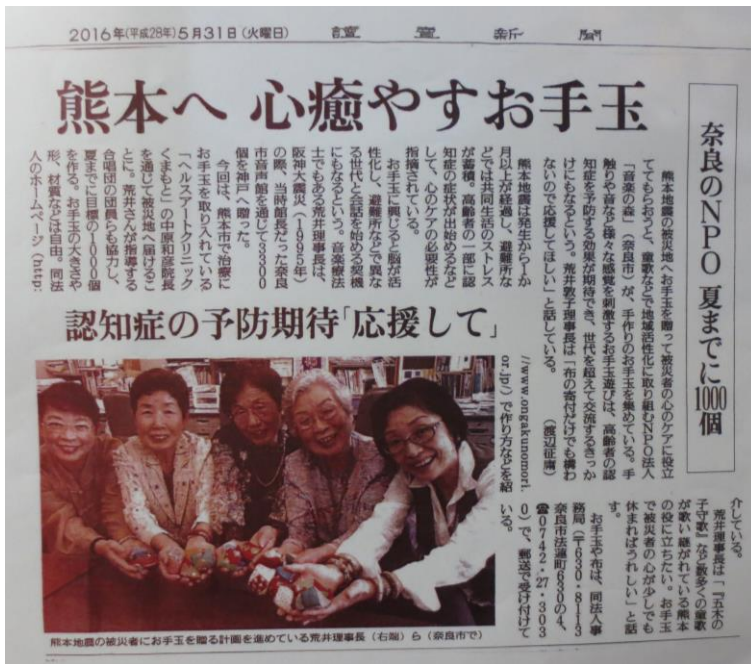 2016年(平成28年)5月31日(火曜日) 讀賣新聞
熊本へ 心癒やすお手玉
奈良のNPO 夏までに1000個
熊本地震の被災地へお手玉を贈って被災者の心のケアに役立
ててもらおうと、童歌などで地域活性化に取り組むNPO法人
「音楽の森」(奈良市)が、手作りのお手玉を集めている。手
触りや音など様々な感覚を刺激するお手玉遊びは、高齢者の認
知症を予防する効果が期待でき、世代を超えて交流するきっか
けにもなるという。荒井敦子理事長は「布の寄付だけでも構わ
ないので応援してほしい」と話している。 (渡辺征庸)
熊本地震は発生から1か
月以上が経過し、避難所な
どでは共同生活のストレス
が蓄積。高齢者の一部に認
知症の症状が出始めるなど
して、心のケアの必要性が
指摘されている。
お手玉に興じると脳が活
性化し、避難所などで異な
る世代と会話を始める契機
にもなるという。音楽療法
士でもある荒井理事長は、
阪神大震災(1995年)
の際、当時館長だった奈良
市音声館を通じて3300
個を神戸へ贈った。
今回は、熊本市で治療に
お手玉を取り入れている
「ヘルスアートクリニック
くまもと」の中原和彦院長
を通じて被災地へ届けるこ
とに。荒井さんが指導する
合唱団の団員らも協力し、
夏までに目標の1000個
を作る。お手玉の大きさや
形、材質などは自由。同法
人のホームページ(http:
//www.ongakunomori.
or.jp/)で作り方などを紹
介している。
荒井理事長は「『五木の
子守歌』など数多くの童歌
が歌い継がれている熊本
の役に立ちたい。お手玉
で被災者の心が少しでも
休まればうれしい」と話
す。
お手玉や布は、同法人事
務局(〒630・8113
奈良市法蓮町630の4、
☎0742・27・303
0)で、郵送で受け付けて
いる。
認知症の予防期待「応援して」
熊本地震の被災者にお手玉を贈る計画を進めている荒井理事長(右端)ら(奈良市で)